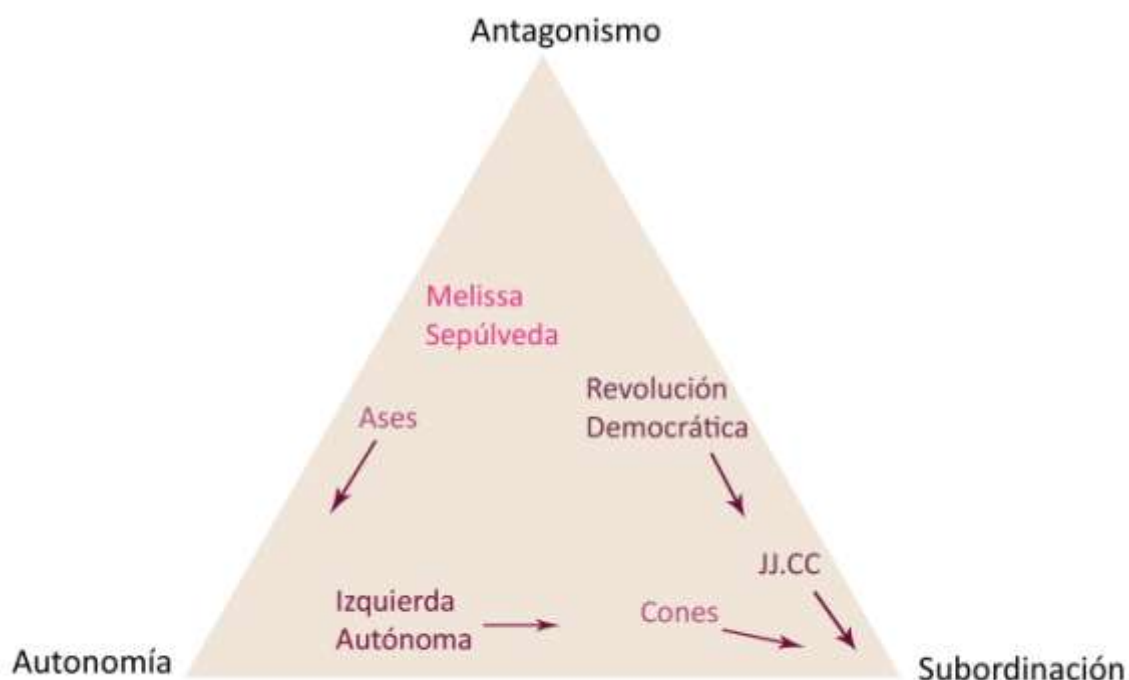 Antagonismo
Melissa
Sepúlveda
Revolución
Democrática
Ases
JJ.CC
Izquierda
Autónoma
Cones
Autonomía
Subordinación